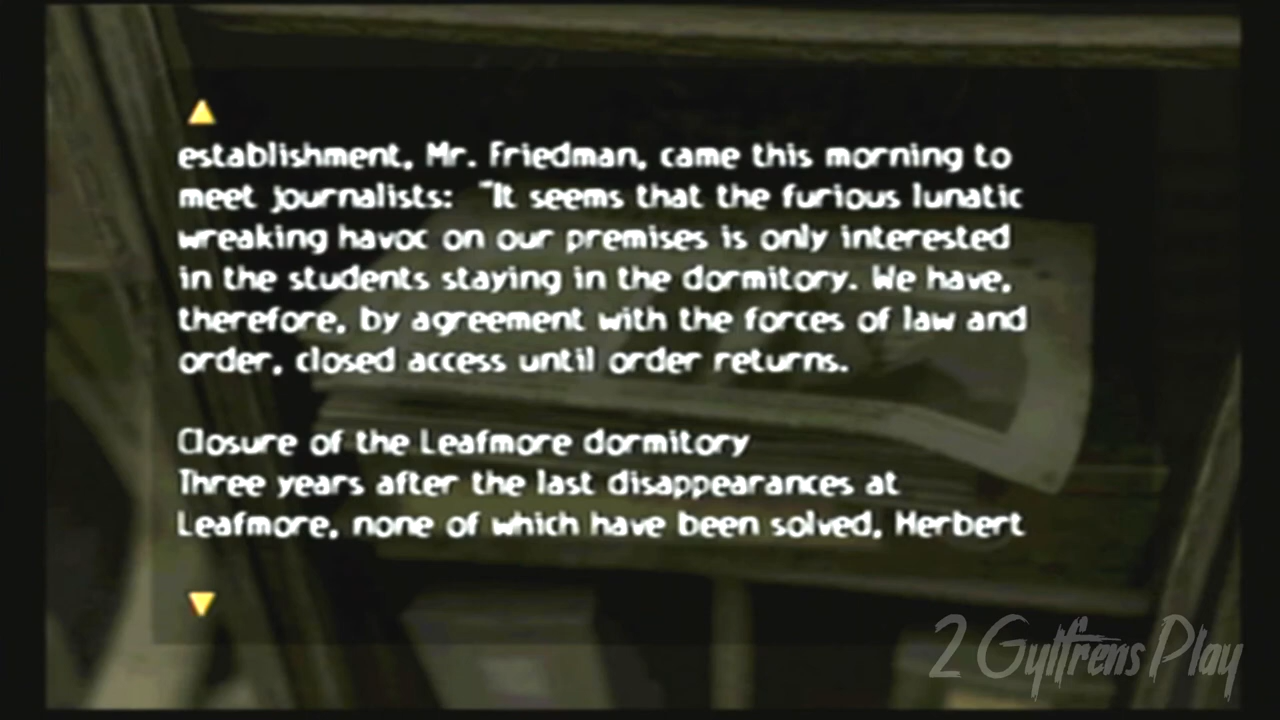 establishment, Mr. Friedman, came this morning to
meet journalists: "It seems that the furious lunatic
wreaking havoc on our premises is only interested
in the students staying in the dormitory. We have,
therefore, by agreement with the forces of law and
order, closed access until order returns.
Closure of the Leafmore dormitory
Three years after the last disappearances at
Leafmore, none of which have been solved, Herbert
2 Gylfrens Play